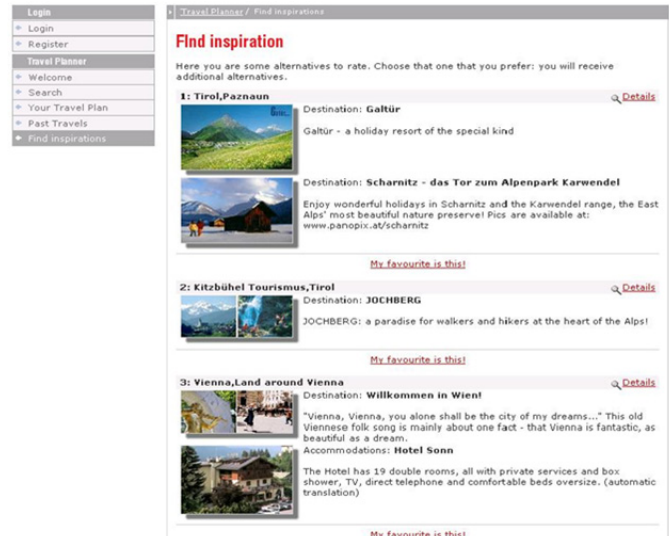 Login
Login
Register
Travel Planner
Welcome
Search
Your Travel Plan
Past Travels
Find inspirations
Travel Planner / Find inspirations
FInd inspiration
Here you are some alternatives to rate. Choose that one that you prefer: you will receive
additional alternatives.
1: Tirol,Paznaun
Details
Destination: Galtür
Galtür - a holiday resort of the special kind
Destination: Scharnitz - das Tor zum Alpenpark Karwendel
Enjoy wonderful holidays in Scharnitz and the Karwendel range, the East
Alps' most beautiful nature preserve! Pics are available at:
www.panopix.at/scharnitz
My favourite is this!
2: Kitzbühel Tourismus,Tirol
Details
Destination: JOCHBERG
JOCHBERG: a paradise for walkers and hikers at the heart of the Alps!
My favourite is this!
3: Vienna,Land around Vienna
Details
Destination: Willkommen in Wien!
"Vienna, Vienna, you alone shall be the city of my dreams..." This old
Viennese folk song is mainly about one fact - that Vienna is fantastic, as
beautiful as a dream.
Accommodations: Hotel Sonn
The Hotel has 19 double rooms, all with private services and box
shower, TV, direct telephone and comfortable beds oversize. (automatic
translation)
My favourite is this!